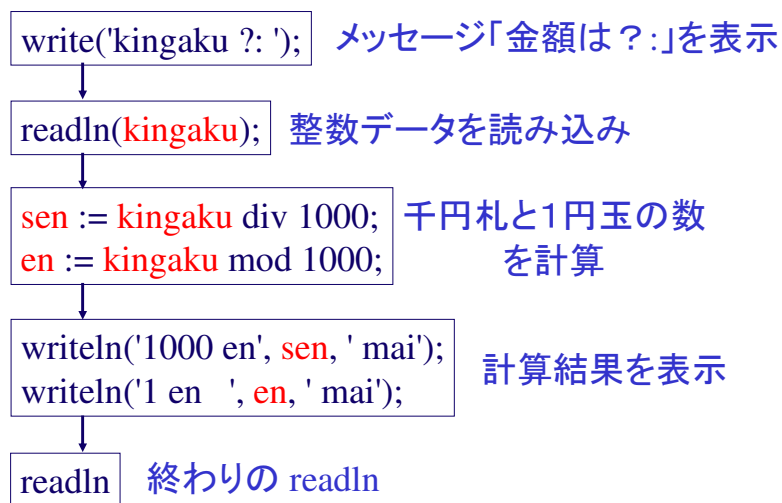 write('kingaku ?: '); メッセージ「金額は？:」を表示
readln(kingaku); 整数データを読み込み
sen := kingaku div 1000; 千円札と１円玉の数
en := kingaku mod 1000; を計算
writeln('1000 en', sen, ' mai');
計算結果を表示
writeln('1 en   ', en, ' mai');
readln 終わりの readln